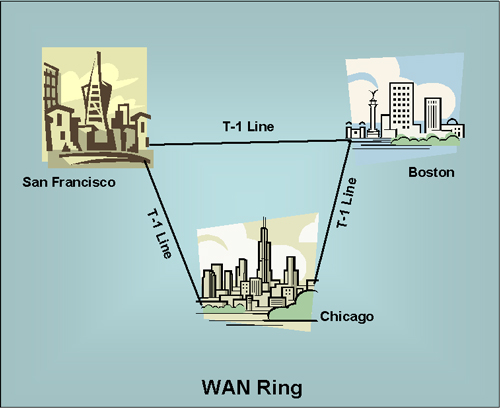 T-1 Line
San Francisco
Boston
T-1 Line
T-1 Line
Chicago
WAN Ring